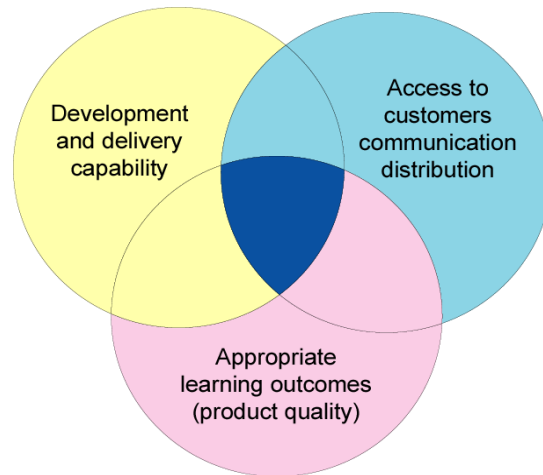 Development
and delivery
capability
Access to
customers
communication
distribution
Appropriate
learning outcomes
(product quality)